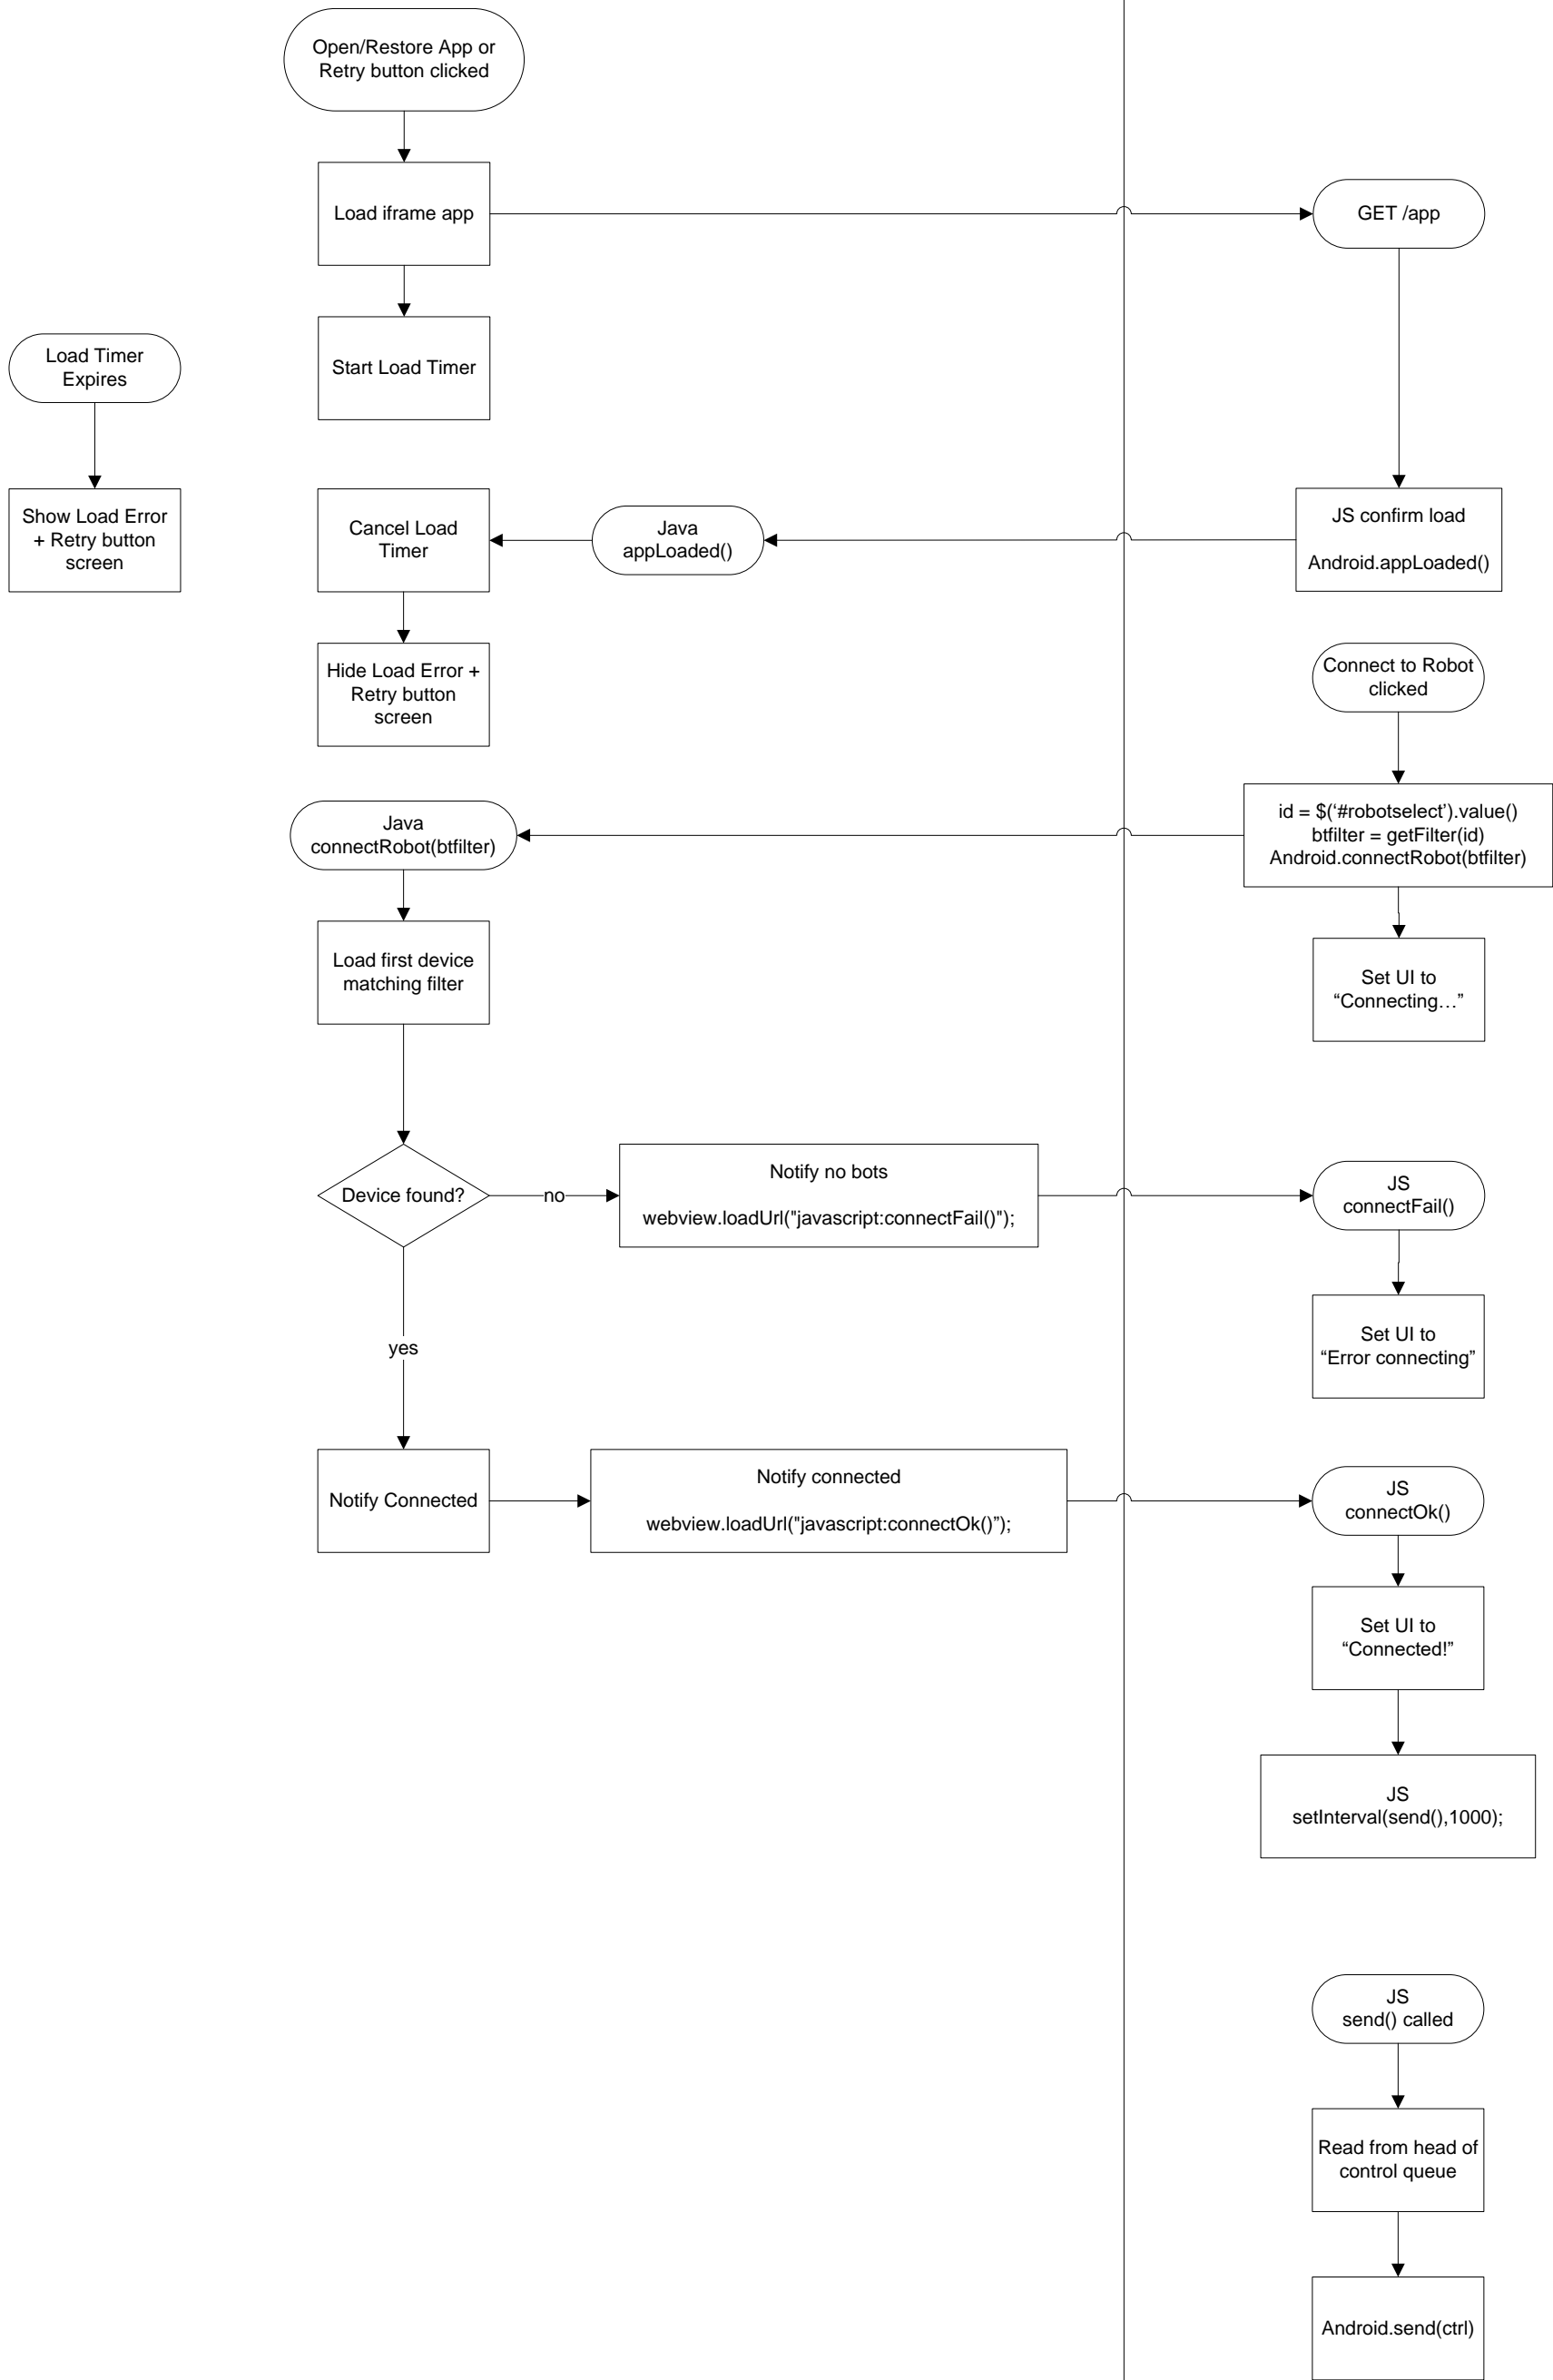 Open/Restore App or
Retry button clicked
Load iframe app
GET /app
Start Load Timer
Load Timer
Expires
Show Load Error
+ Retry button
screen
Cancel Load
Timer
Java
appLoaded()
JS confirm load
Android.appLoaded()
Hide Load Error +
Retry button
screen
Connect to Robot
clicked
id = $(‘#robotselect’).value()
btfilter = getFilter(id)
Android.connectRobot(btfilter)
Java
connectRobot(btfilter)
Load first device
matching filter
Set UI to
“Connecting…”
Device found?
no
Notify no bots
webview.loadUrl("javascript:connectFail()");
JS
connectFail()
Set UI to
“Error connecting”
yes
Notify Connected
Notify connected
webview.loadUrl("javascript:connectOk()”);
JS
connectOk()
Set UI to
“Connected!”
JS
setInterval(send(),1000);
JS
send() called
Read from head of
control queue
Android.send(ctrl)